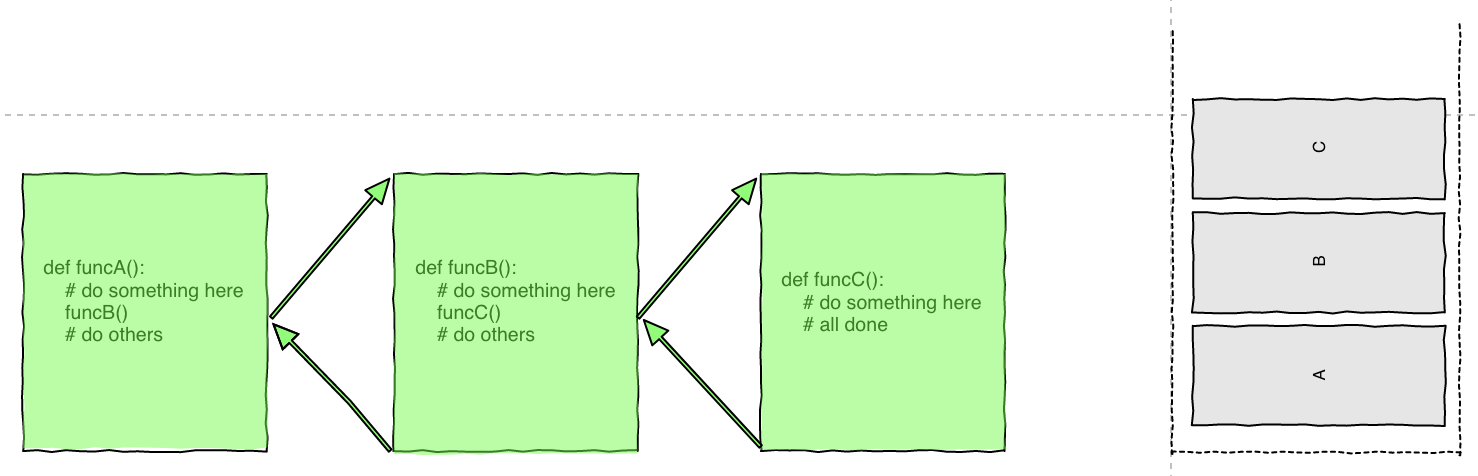 def funcA():
# do something here
funcB()
# do others
def funcB():
# do something here
funcC()
# do others
def funcC():
# do something here
# all done
C
B
A